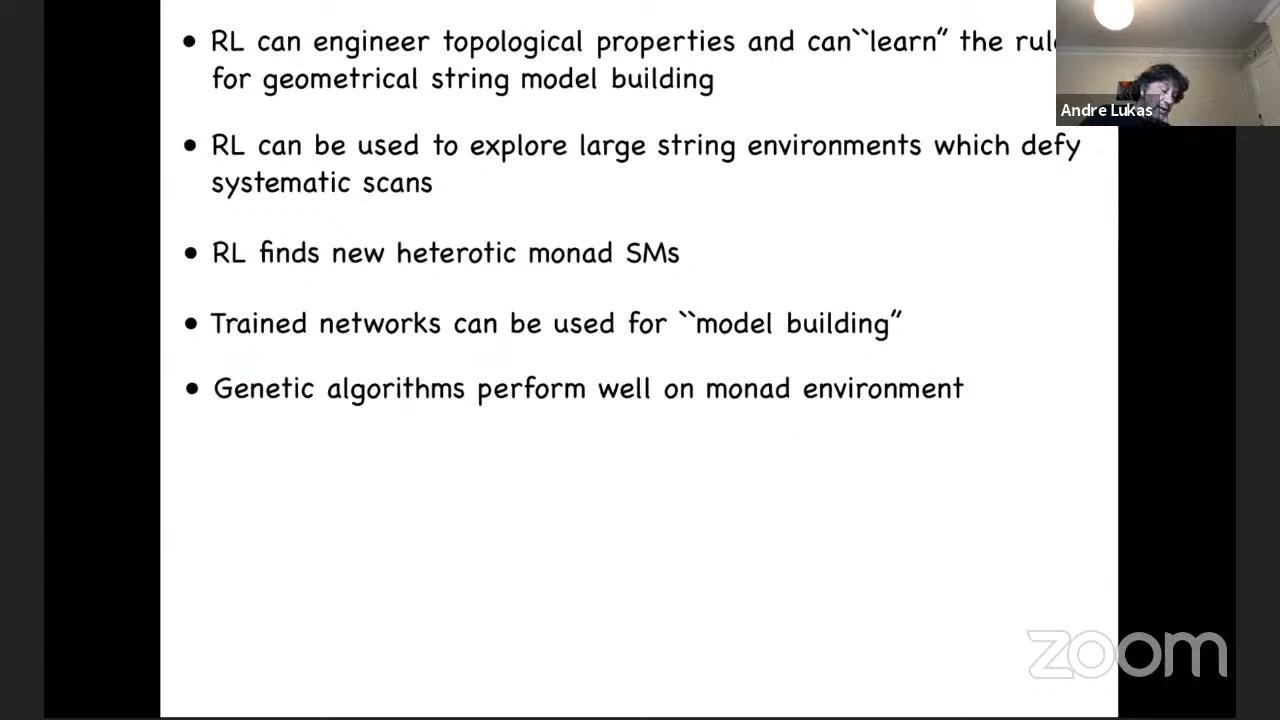 • RL can engineer topological properties and can ``learn” the
for geometrical string model building
• RL can be used to explore large string environments which defy
systematic scans
• RL finds new heterotic monad SMs
• Trained networks can be used for ``model building”
• Genetic algorithms perform well on monad environment
Andre Lukas
zoom